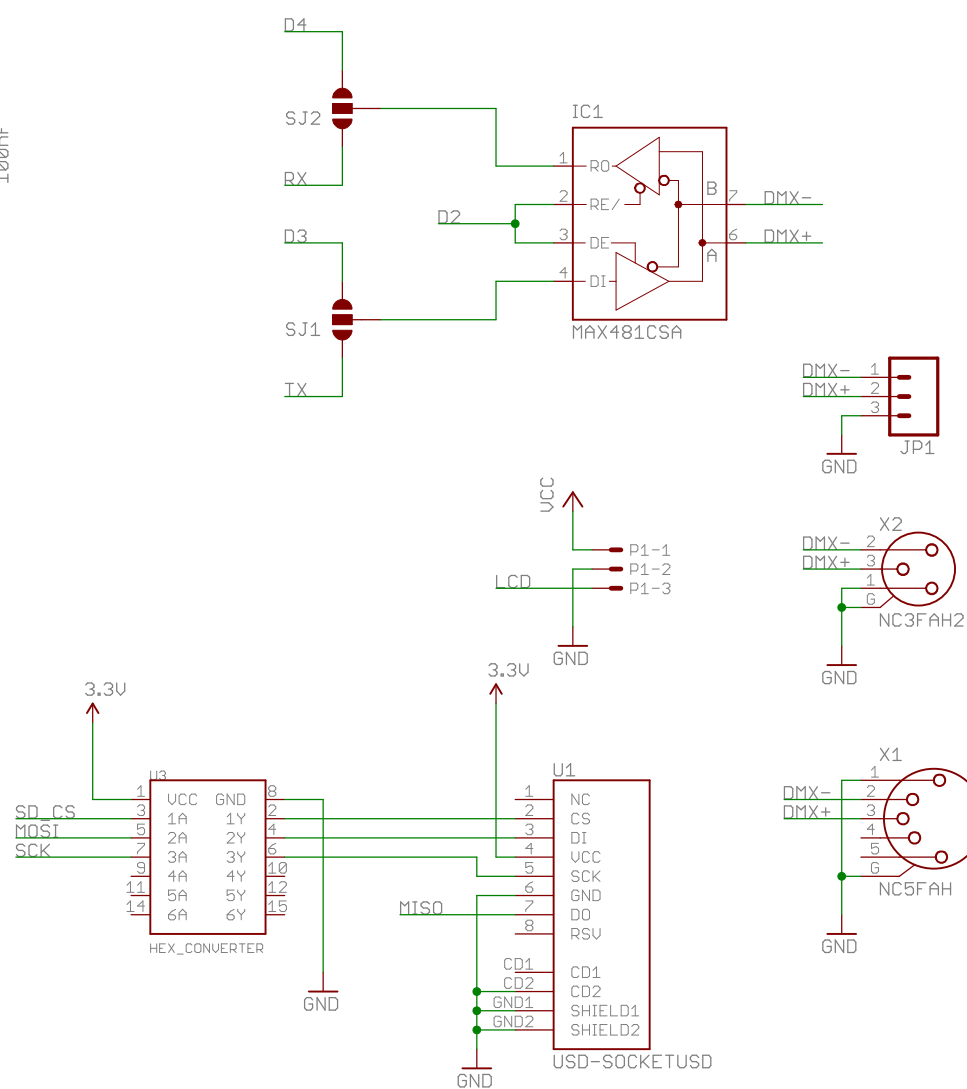 D4
100nF
SJ2
RX
IC1
1 RO
2 RE/
3 DE
4 DI
B 7 DMX-
A 6 DMX+
MAX481CSA
D2
D3
SJ1
TX
DMX- 1
DMX+ 2
3
JP1
GND
VCC
P1-1
P1-2
LCD P1-3
GND
X2
DMX- 2
DMX+ 3
1
G
NC3FAH2
GND
3.3V
3.3V
U3
1 VCC GND 8
SD_CS 3 1A 1Y 2
MOSI 5 2A 2Y 4
SCK 7 3A 3Y 6
9 4A 4Y 10
11 5A 5Y 12
14 6A 6Y 15
HEX_CONVERTER
GND
U1
1 NC
2 CS
3 DI
4 VCC
5 SCK
6 GND
MISO 7 DO
8 RSV
CD1 CD1
CD2 CD2
GND1 SHIELD1
GND2 SHIELD2
USD-SOCKETUSD
GND
X1
1
DMX- 2
DMX+ 3
4
5
G
NC5FAH
GND